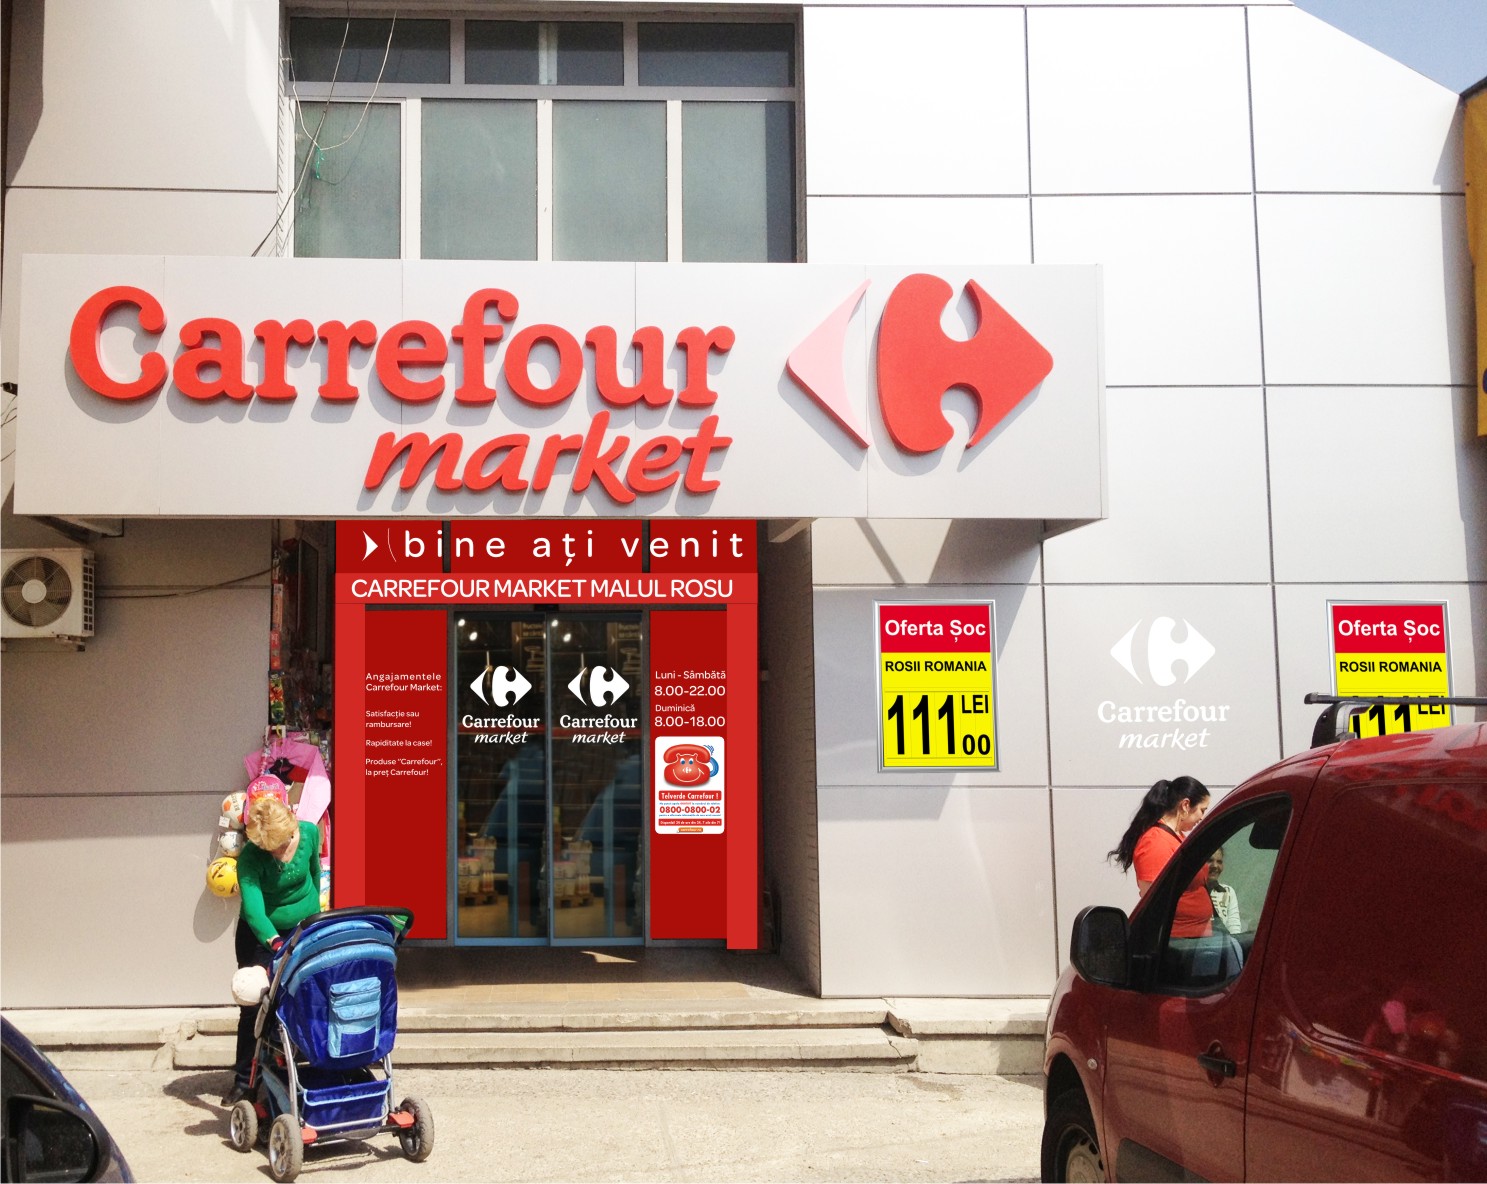 Carrefour
market
bine ați venit
CARREFOUR MARKET MALUL ROSU
Angajamentele
Carrefour Market:
Satisfacție sau
rambursare!
Rapiditate la case!
Produse "Carrefour",
la preț Carrefour!
Carrefour
market
Carrefour
market
Luni - Sâmbătă
8.00-22.00
Duminică
8.00-18.00
Telverde Carrefour !
0800-0800-02
Oferta Șoc
ROSII ROMANIA
111 LEI
00
Carrefour
market
Oferta Șoc
ROSII ROMANIA
LEI